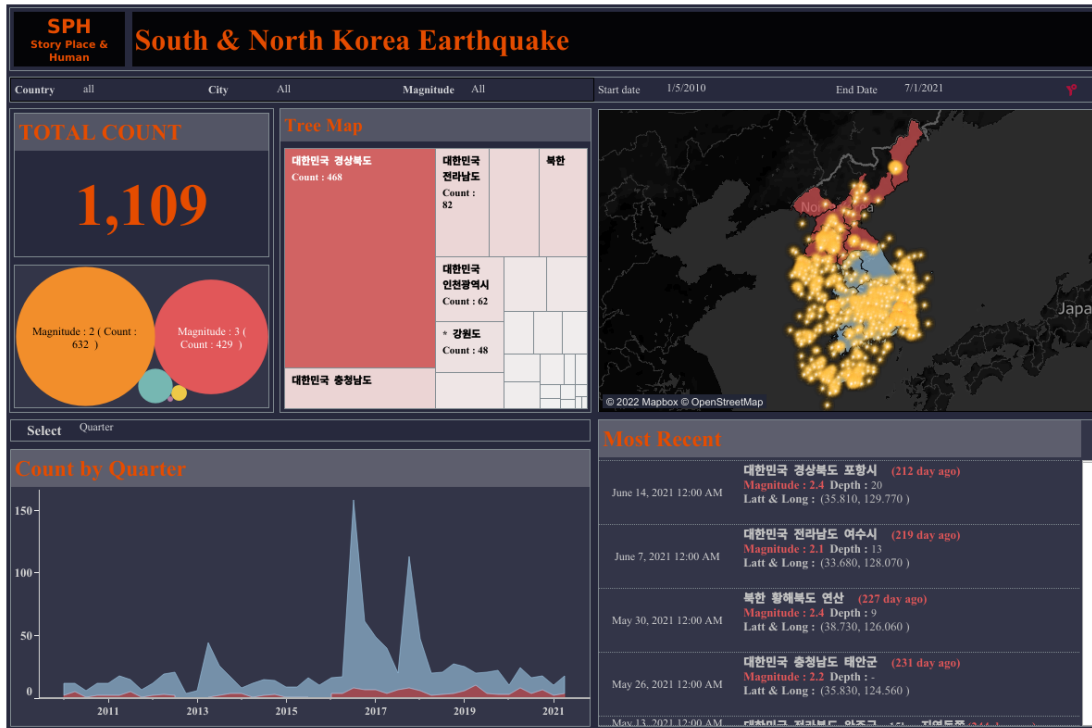 SPH
Story Place &
Human
South & North Korea Earthquake
Country all City All Magnitude All Start date 1/5/2010 End Date 7/1/2021
TOTAL COUNT
1,109
Magnitude : 2 ( Count :
632 )
Magnitude : 3 (
Count : 429 )
Tree Map
대한민국 경상북도
Count : 468
대한민국 충청남도
대한민국
전라남도
Count :
82
북한
대한민국
인천광역시
Count : 62
* 강원도
Count : 48
Japa
© 2022 Mapbox © OpenStreetMap
Select Quarter
Count by Quarter
150
100
50
0
2011 2013 2015 2017 2019 2021
Most Recent
June 14, 2021 12:00 AM
대한민국 경상북도 포항시 (212 day ago)
Magnitude : 2.4 Depth : 20
Latt & Long : (35.810, 129.770 )
June 7, 2021 12:00 AM
대한민국 전라남도 여수시 (219 day ago)
Magnitude : 2.1 Depth : 13
Latt & Long : (33.680, 128.070 )
May 30, 2021 12:00 AM
북한 황해북도 연산 (227 day ago)
Magnitude : 2.4 Depth : 9
Latt & Long : (38.730, 126.060 )
May 26, 2021 12:00 AM
대한민국 충청남도 태안군 (231 day ago)
Magnitude : 2.2 Depth : -
Latt & Long : (35.830, 124.560 )
May 13, 2021 12:00 AM